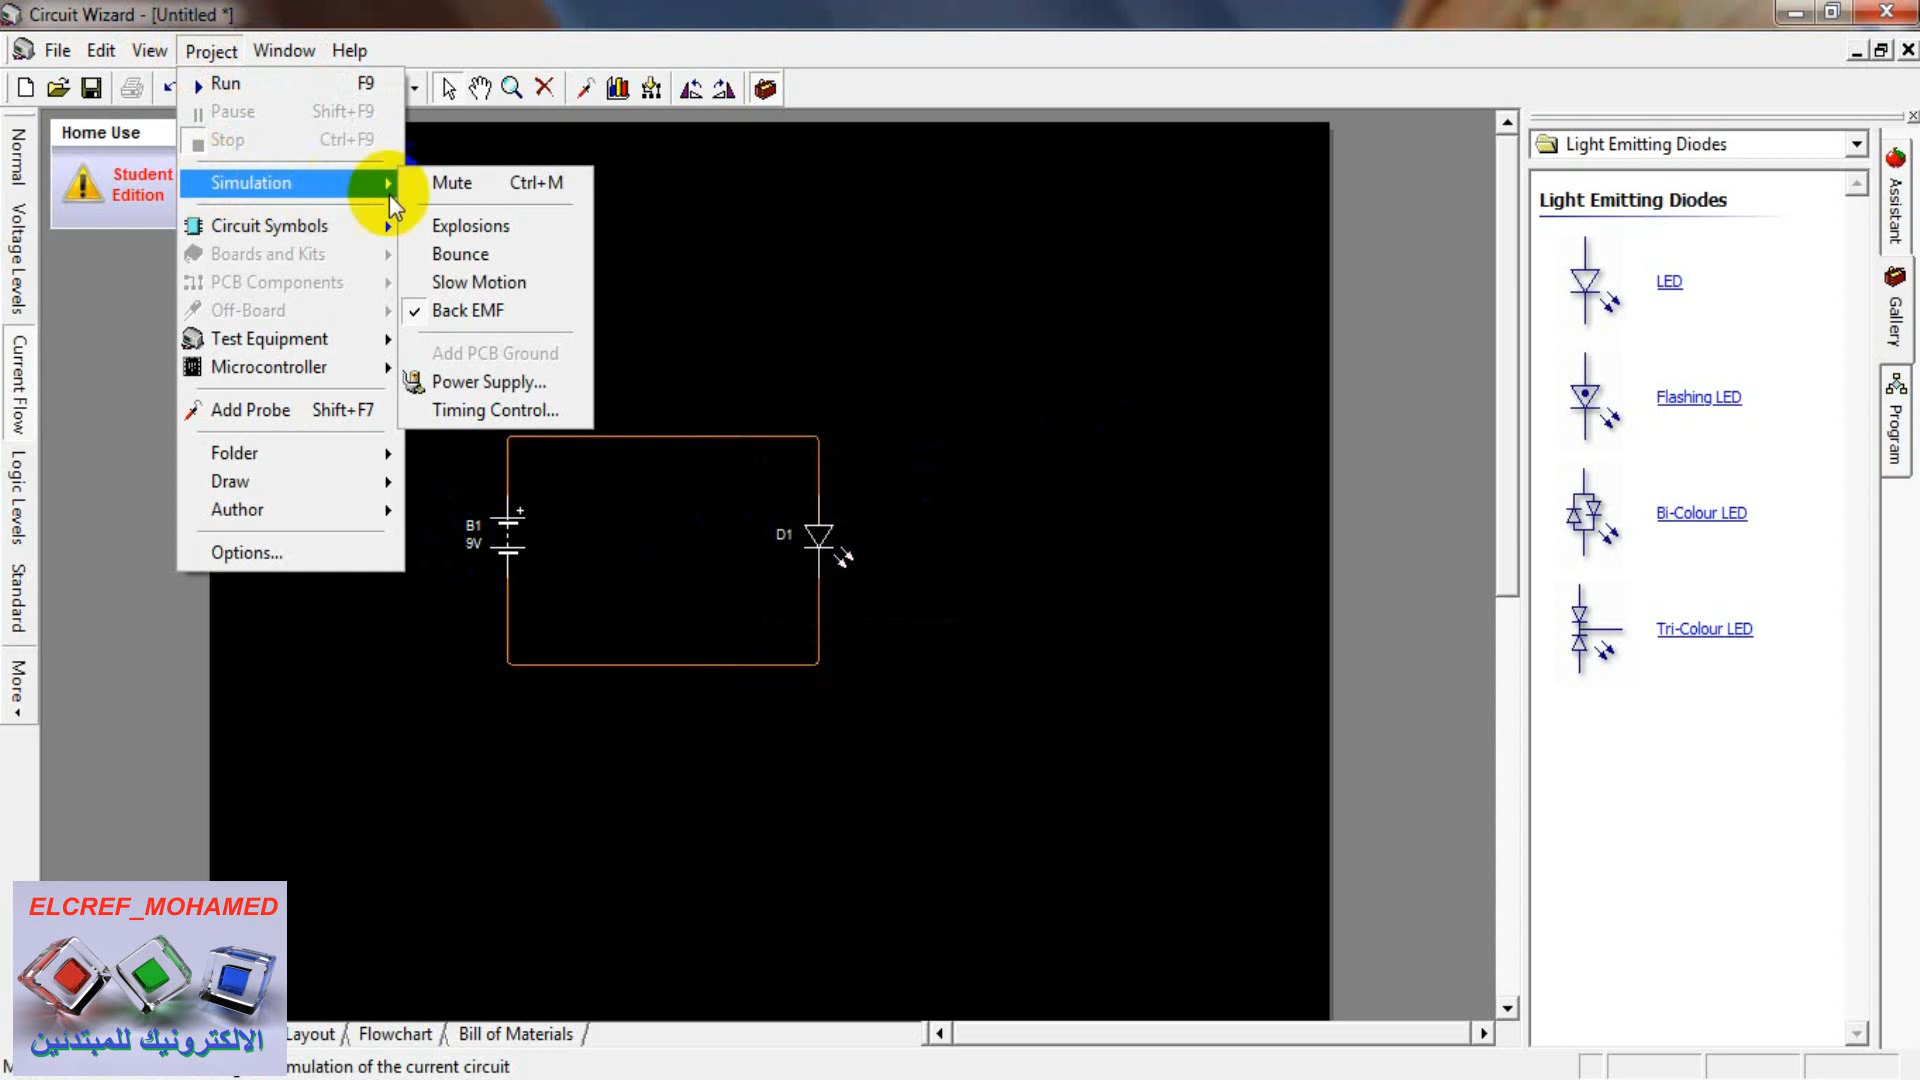 Circuit Wizard - [Untitled *]
File Edit View Project Window Help
Run F9
Pause Shift+F9
Stop Ctrl+F9
Simulation
Circuit Symbols
Boards and Kits
PCB Components
Off-Board
Test Equipment
Microcontroller
Add Probe Shift+F7
Folder
Draw
Author
Options...
Mute Ctrl+M
Explosions
Bounce
Slow Motion
Back EMF
Add PCB Ground
Power Supply...
Timing Control...
Normal
Voltage Levels
Current Flow
Logic Levels
Standard
More
Home Use
Student
Edition
B1
9V
+
D1
Light Emitting Diodes
Light Emitting Diodes
LED
Flashing LED
Bi-Colour LED
Tri-Colour LED
Assistant
Gallery
Program
ELCREF_MOHAMED
الالكترونيك للمبتدئين
Layout Flowchart Bill of Materials
mulation of the current circuit